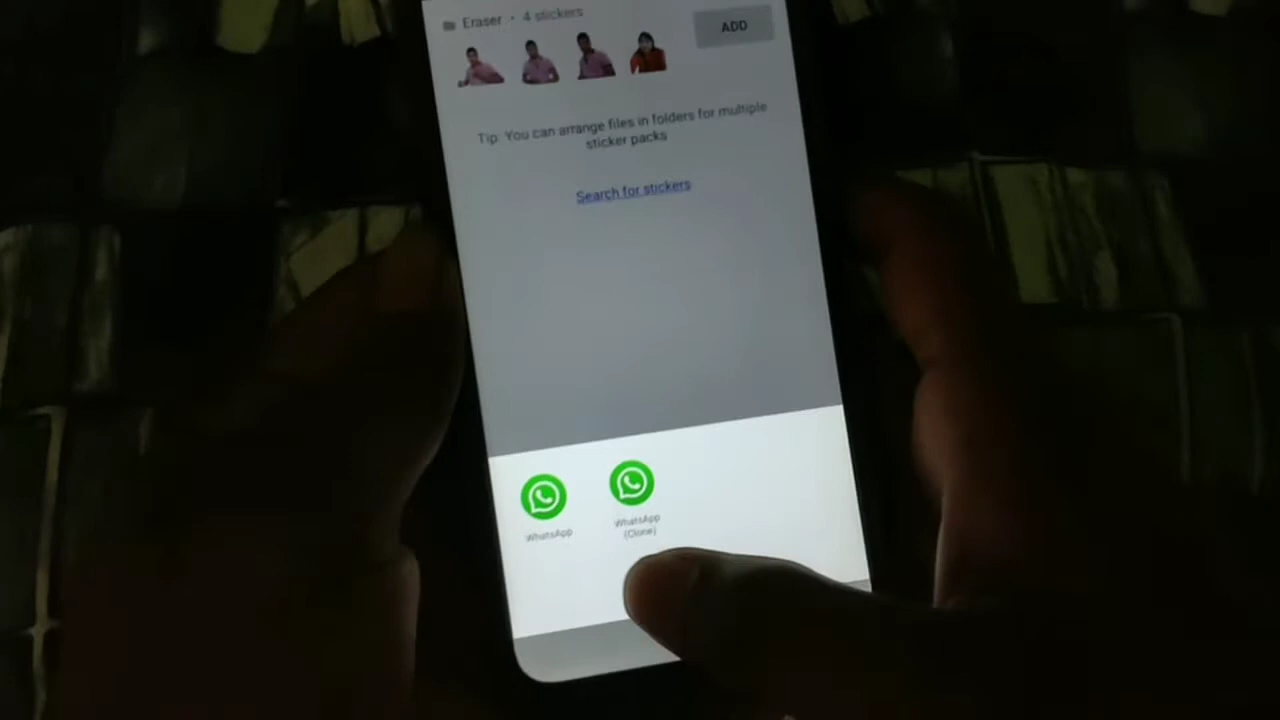 Eraser • 4 stickers
ADD
Tip: You can arrange files in folders for multiple
sticker packs
Search for stickers
WhatsApp
WhatsApp
(Clone)